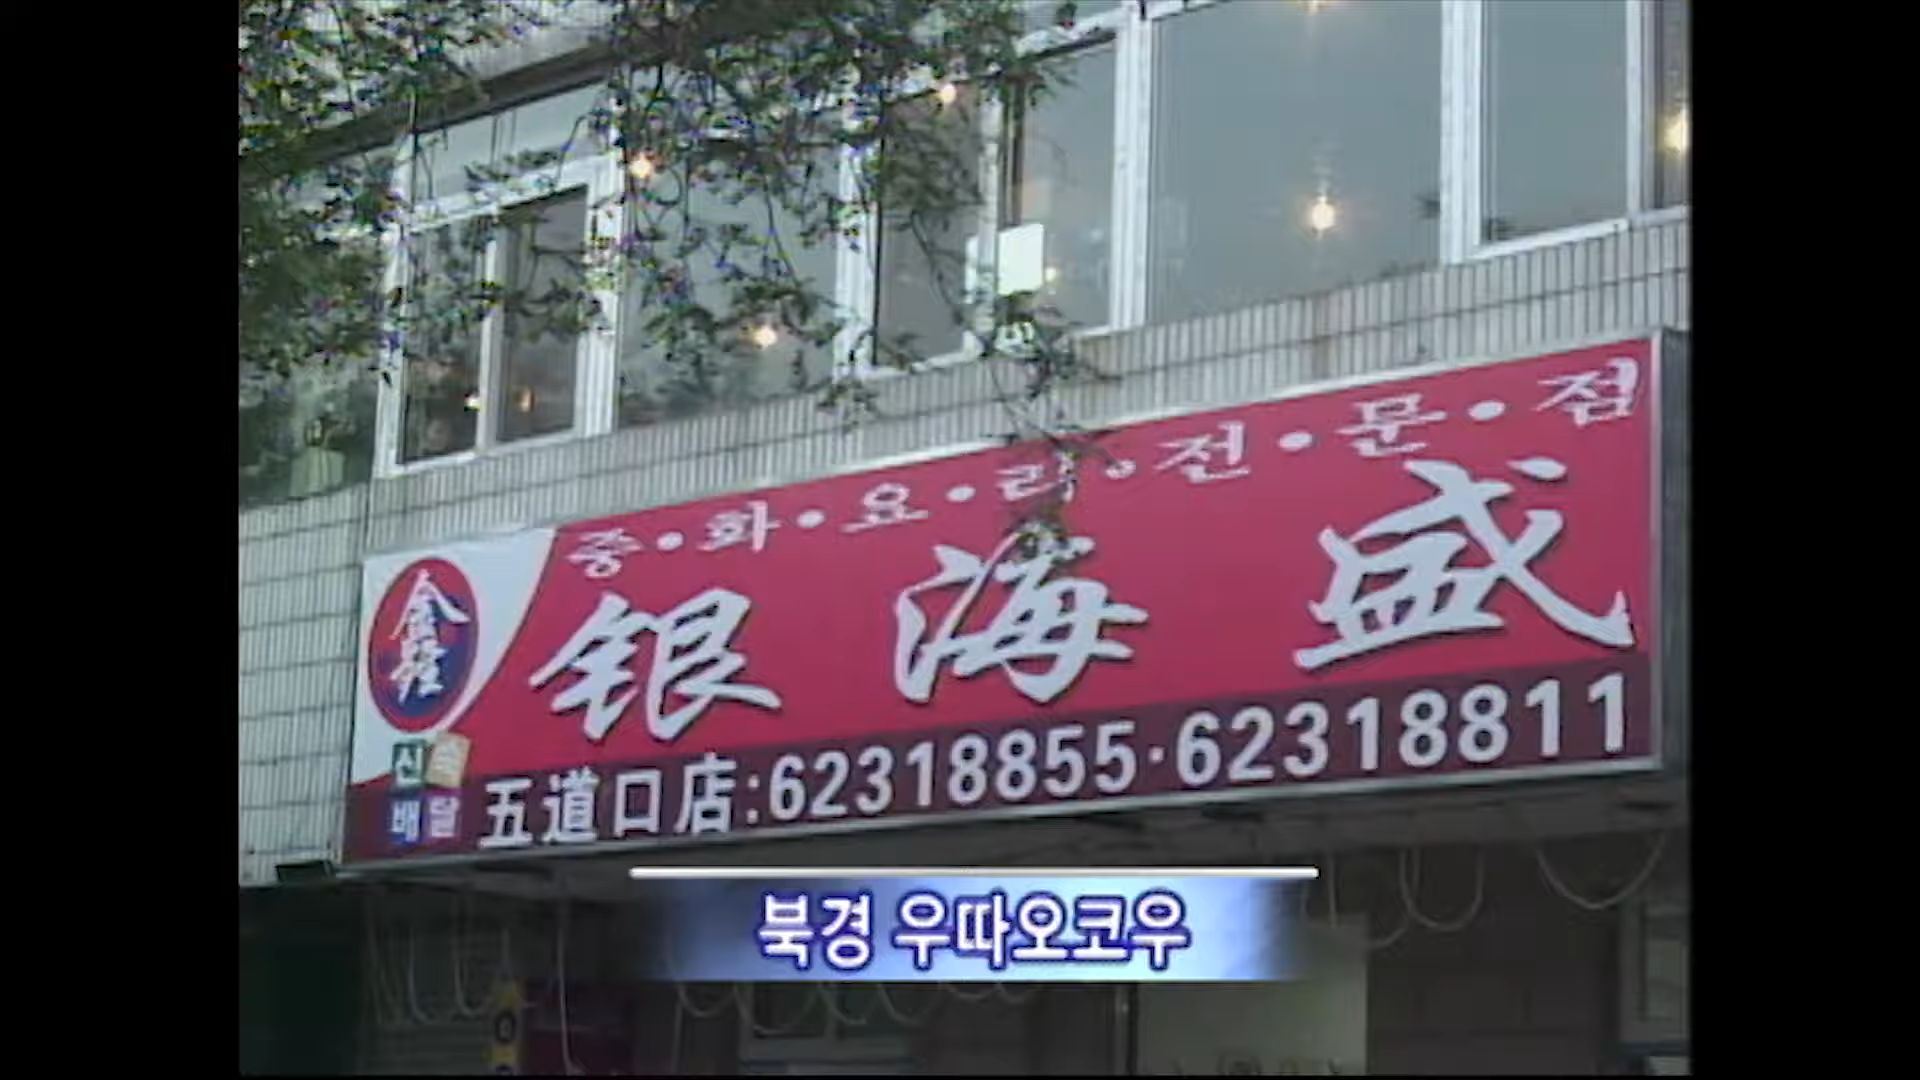 중·화·요·리·전·문·점
銀海盛
신속
배달
五道口店:62318855·62318811
북경 우따오코우